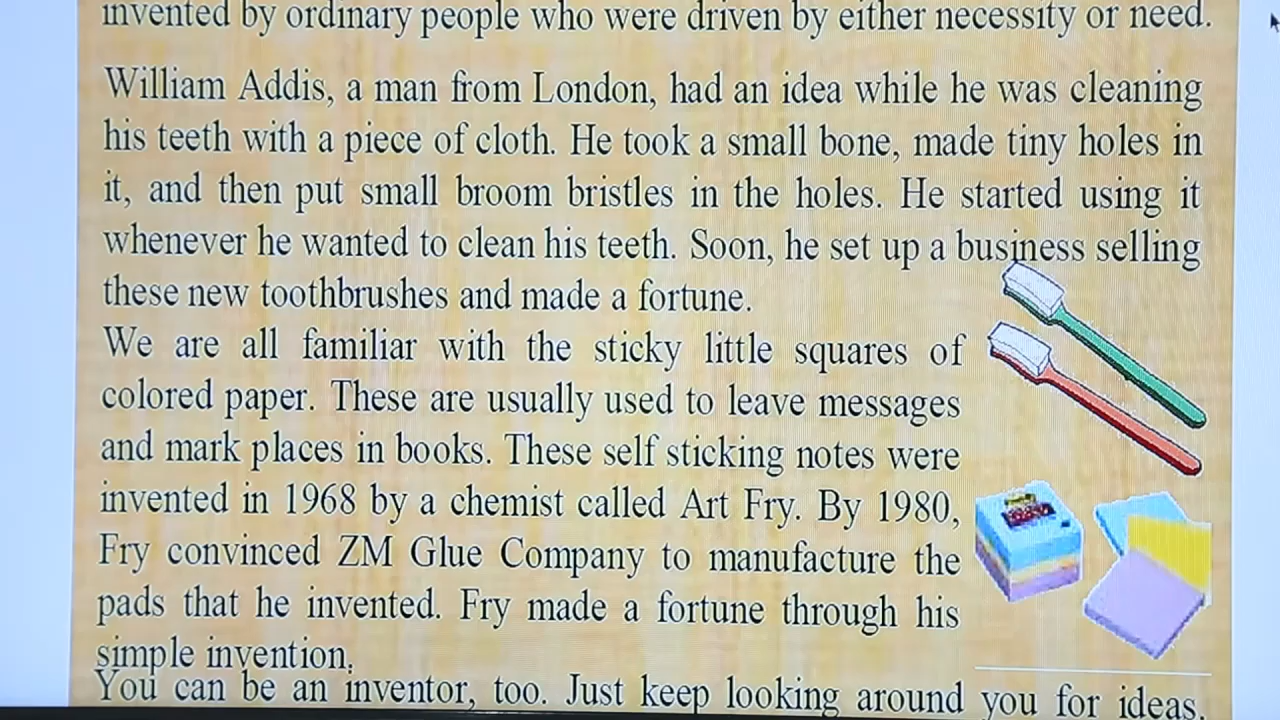 invented by ordinary people who were driven by either necessity or need.
William Addis, a man from London, had an idea while he was cleaning
his teeth with a piece of cloth. He took a small bone, made tiny holes in
it, and then put small broom bristles in the holes. He started using it
whenever he wanted to clean his teeth. Soon, he set up a business selling
these new toothbrushes and made a fortune.
We are all familiar with the sticky little squares of
colored paper. These are usually used to leave messages
and mark places in books. These self sticking notes were
invented in 1968 by a chemist called Art Fry. By 1980,
Fry convinced ZM Glue Company to manufacture the
pads that he invented. Fry made a fortune through his
simple invention.
You can be an inventor, too. Just keep looking around you for ideas.